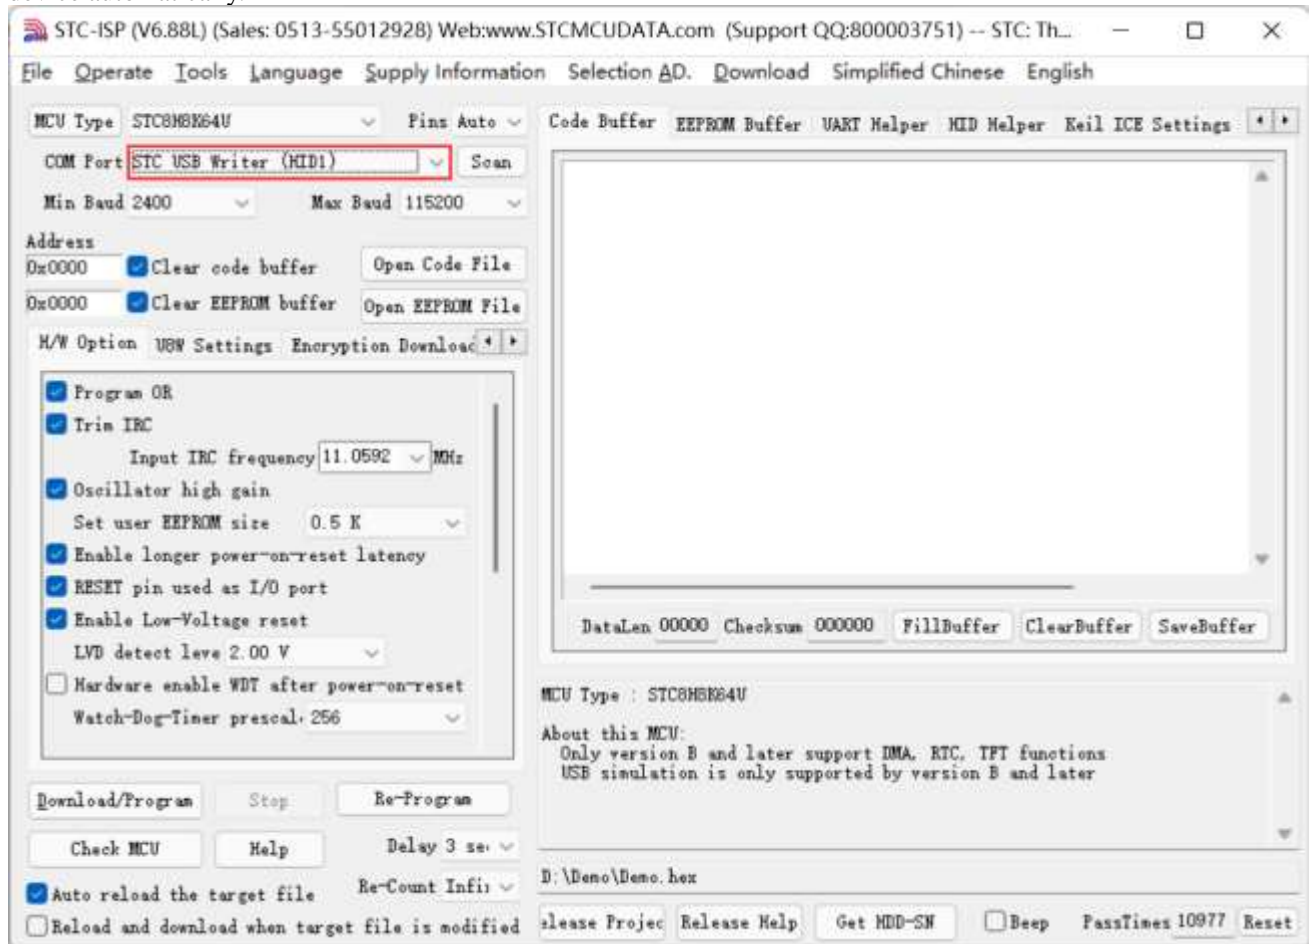 STC-ISP (V6.88L) (Sales: 0513-55012928) Web:www.STCMCUDATA.com (Support QQ:800003751) -- STC: Th...
File Operate Tools Language Supply Information Selection AD. Download Simplified Chinese English
MCU Type STC8H8K64U Pins Auto
COM Port STC USB Writer (HID1) Scan
Min Baud 2400 Max Baud 115200
Address
0x0000 Clear code buffer Open Code File
0x0000 Clear EEPROM buffer Open EEPROM File
H/W Option U8W Settings Encryption Downloac
Program OR
Trim IRC
Input IRC frequency 11.0592 MHz
Oscillator high gain
Set user EEPROM size 0.5 K
Enable longer power-on-reset latency
RESET pin used as I/O port
Enable Low-Voltage reset
LVD detect leve 2.00 V
Hardware enable WDT after power-on-reset
Watch-Dog-Timer prescal 256
Download/Program Stop Re-Program
Check MCU Help Delay 3 se
Auto reload the target file Re-Count Infi
Reload and download when target file is modified
Code Buffer EEPROM Buffer UART Helper HID Helper Keil ICE Settings
DataLen 00000 Checksum 000000 FillBuffer ClearBuffer SaveBuffer
MCU Type : STC8H8K64U
About this MCU:
Only version B and later support DMA, RTC, TFT functions
USB simulation is only supported by version B and later
D:\Demo\Demo.hex
elease Projec Release Help Get HDD-SN Beep PassTimes 10977 Reset